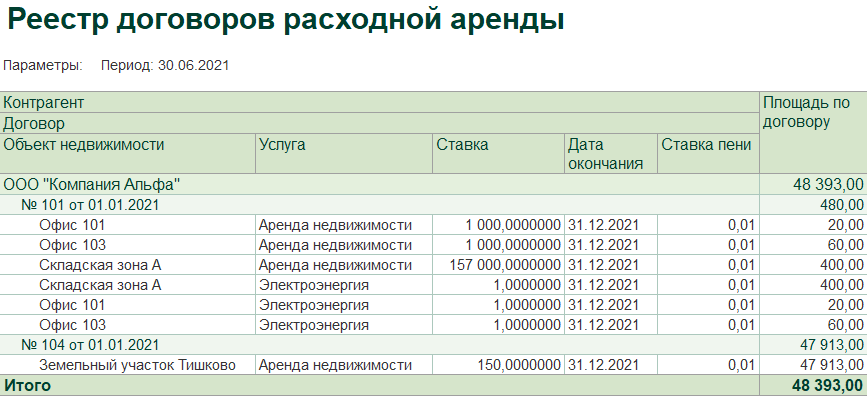 Реестр договоров расходной аренды
Параметры: Период: 30.06.2021
Контрагент Площадь по договору
Договор
Объект недвижимости Услуга Ставка Дата окончания Ставка пени
ООО "Компания Альфа" 48 393,00
№ 101 от 01.01.2021 480,00
Офис 101 Аренда недвижимости 1 000,0000000 31.12.2021 0,01 20,00
Офис 103 Аренда недвижимости 1 000,0000000 31.12.2021 0,01 60,00
Складская зона А Аренда недвижимости 157 000,0000000 31.12.2021 0,01 400,00
Складская зона А Электроэнергия 1,0000000 31.12.2021 0,01 400,00
Офис 101 Электроэнергия 1,0000000 31.12.2021 0,01 20,00
Офис 103 Электроэнергия 1,0000000 31.12.2021 0,01 60,00
№ 104 от 01.01.2021 47 913,00
Земельный участок Тишково Аренда недвижимости 150,0000000 31.12.2021 0,01 47 913,00
Итого 48 393,00